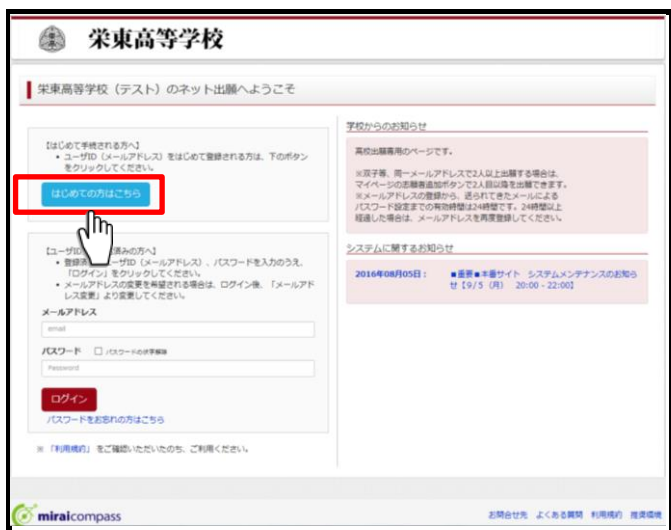 栄東高等学校
栄東高等学校（テスト）のネット出願へようこそ
【はじめて手続される方へ】
• ユーザID（メールアドレス）をはじめて登録される方は、下のボタン
をクリックしてください。
はじめての方はこちら
【ユーザID 済みの方へ】
• 登録済 ーザID（メールアドレス）、パスワードを入力のうえ、
「ログイン」をクリックしてください。
• メールアドレスの変更を希望される場合は、ログイン後、「メールアド
レス変更」より変更してください。
メールアドレス
email
パスワード □ パスワードの伏字解除
Password
ログイン
パスワードをお忘れの方はこちら
※ 「利用規約」 をご確認いただいたのち、ご利用ください。
学校からのお知らせ
高校出願専用のページです。
※双子等、同一メールアドレスで2人以上出願する場合は、
マイページの志願者追加ボタンで2人目以降を出願できます。
※メールアドレスの登録から、送られてきたメールによる
パスワード設定までの有効時間は24時間です。24時間以上
経過した場合は、メールアドレスを再度登録してください。
システムに関するお知らせ
2016年08月05日： ■重要■本番サイト システムメンテナンスのお知ら
せ【9/5（月） 20:00 - 22:00】
miraicompass
お問合せ先 よくある質問 利用規約 推奨環境